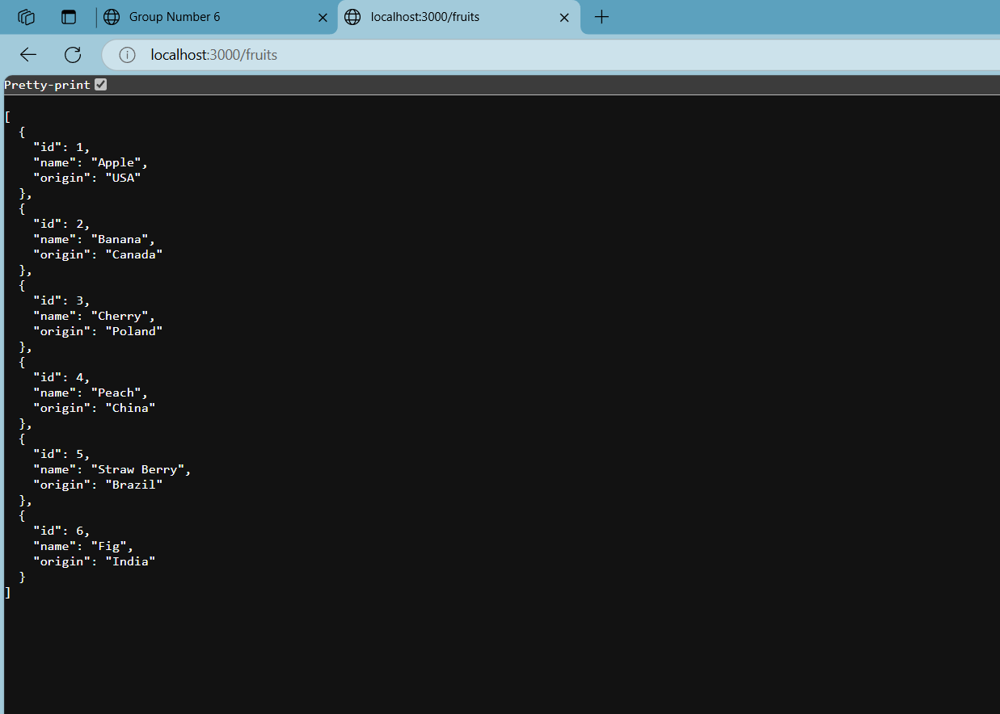 Group Number 6
localhost:3000/fruits
localhost:3000/fruits
Pretty-print
[
  {
    "id": 1,
    "name": "Apple",
    "origin": "USA"
  },
  {
    "id": 2,
    "name": "Banana",
    "origin": "Canada"
  },
  {
    "id": 3,
    "name": "Cherry",
    "origin": "Poland"
  },
  {
    "id": 4,
    "name": "Peach",
    "origin": "China"
  },
  {
    "id": 5,
    "name": "Straw Berry",
    "origin": "Brazil"
  },
  {
    "id": 6,
    "name": "Fig",
    "origin": "India"
  }
]